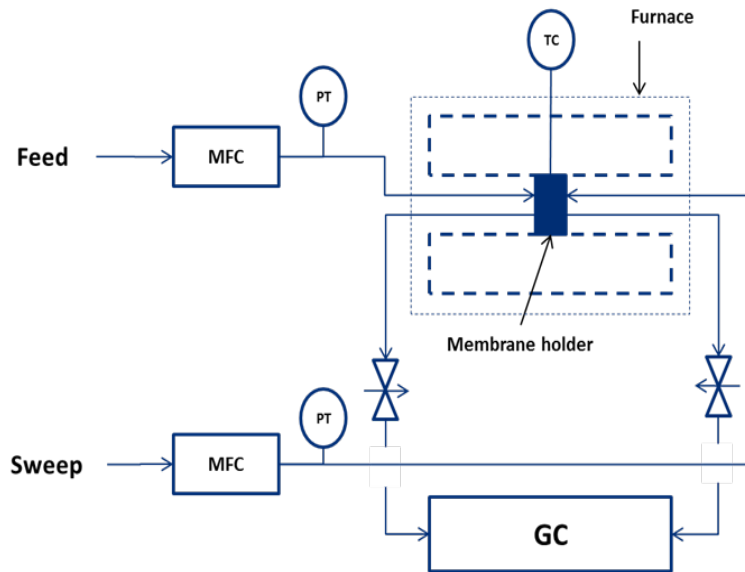 Furnace
TC
PT
Feed
MFC
Membrane holder
PT
Sweep
MFC
GC